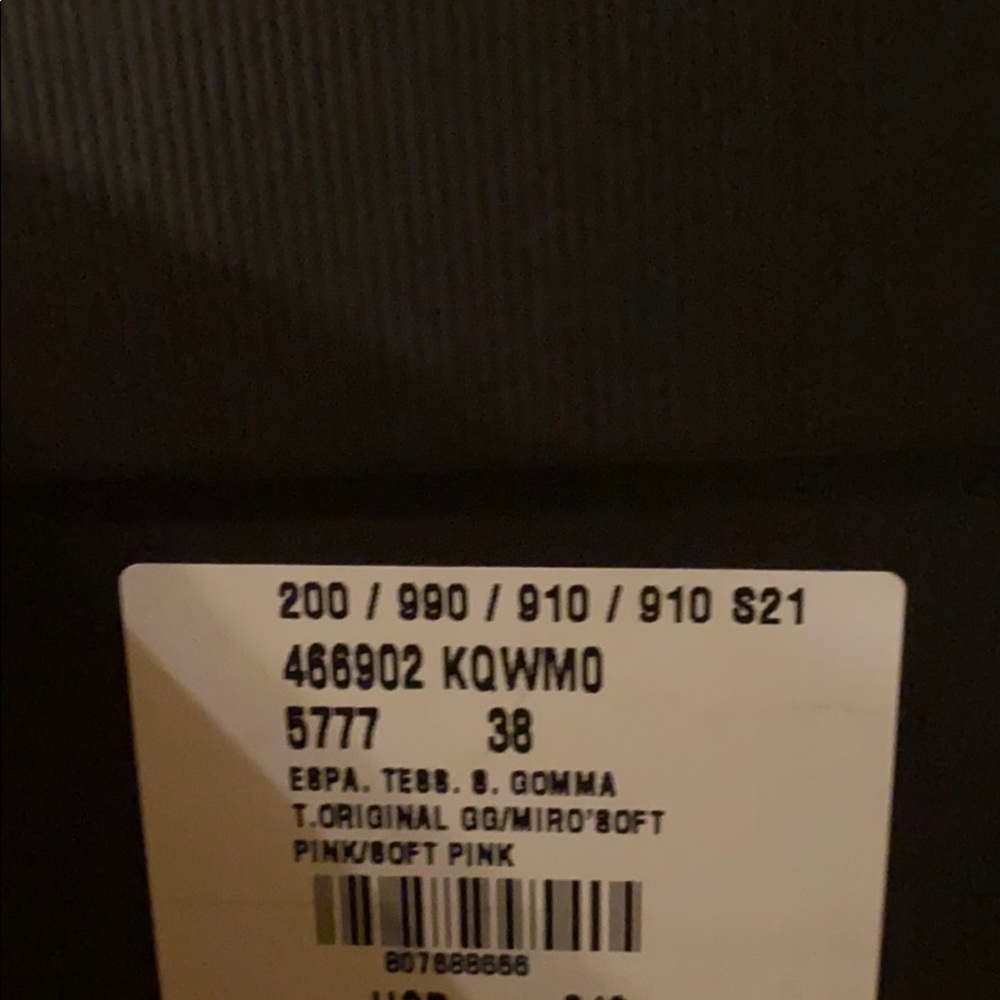 200 / 990 / 910 / 910 S21
466902 KQWM0
5777 38
ESPA. TESS. S. GOMMA
T.ORIGINAL GG/MIRO'SOFT
PINK/SOFT PINK